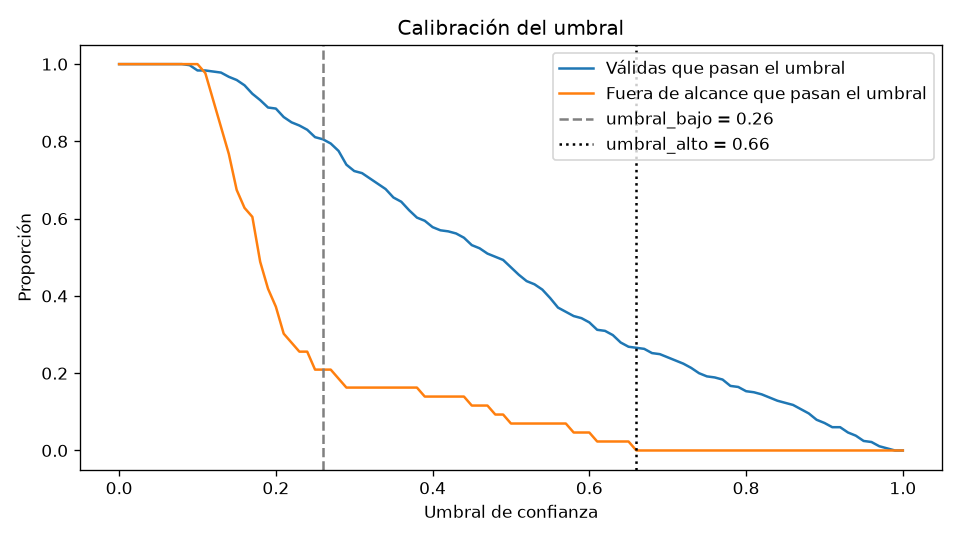 Calibración del umbral
Válidas que pasan el umbral
Fuera de alcance que pasan el umbral
umbral_bajo = 0.26
umbral_alto = 0.66
Proporción
1.0
0.8
0.6
0.4
0.2
0.0
0.0 0.2 0.4 0.6 0.8 1.0
Umbral de confianza